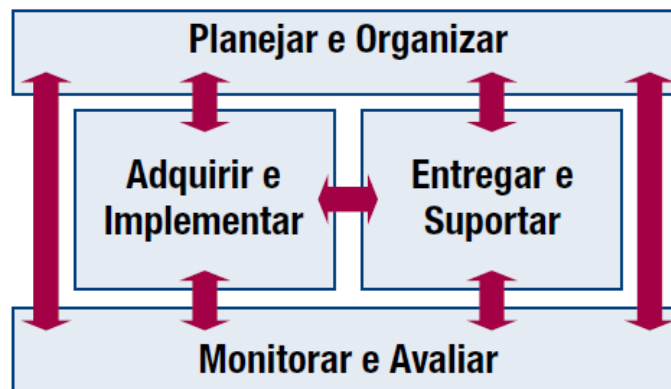 Planejar e Organizar
Adquirir e
Implementar
Entregar e
Suportar
Monitorar e Avaliar